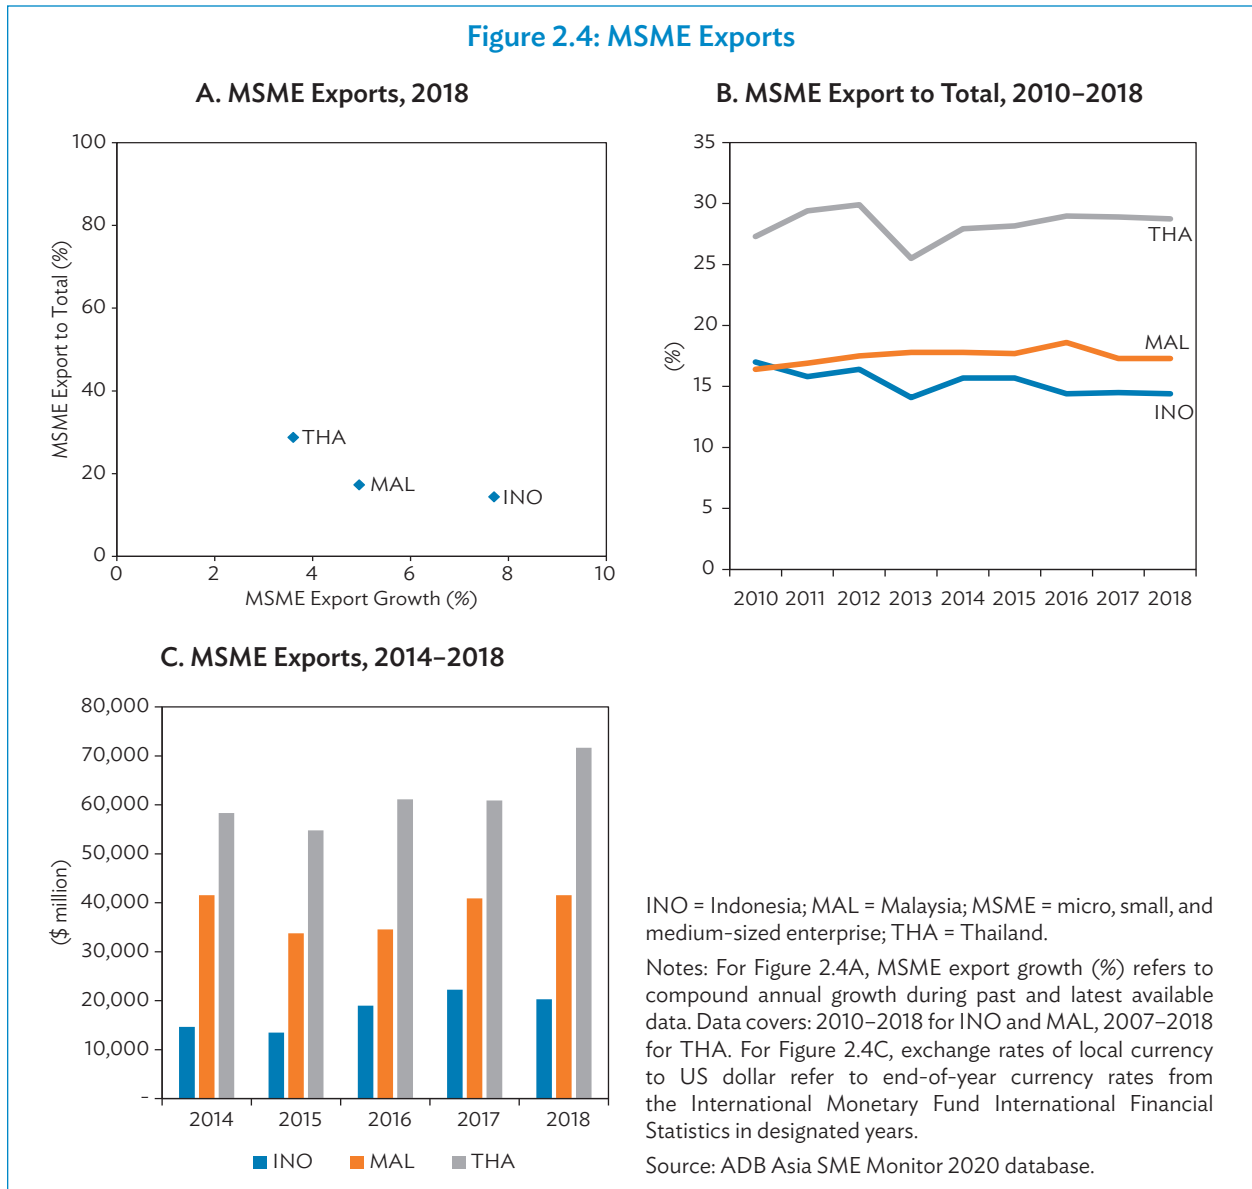 Figure 2.4: MSME Exports
A. MSME Exports, 2018
MSME Export to Total (%)
100
80
60
40
20
0
THA
MAL
INO
0 2 4 6 8 10
MSME Export Growth (%)
B. MSME Export to Total, 2010–2018
(%)
35
30
25
20
15
10
5
0
THA
MAL
INO
2010 2011 2012 2013 2014 2015 2016 2017 2018
C. MSME Exports, 2014–2018
($ million)
80,000
70,000
60,000
50,000
40,000
30,000
20,000
10,000
–
2014 2015 2016 2017 2018
INO MAL THA
INO = Indonesia; MAL = Malaysia; MSME = micro, small, and
medium-sized enterprise; THA = Thailand.
Notes: For Figure 2.4A, MSME export growth (%) refers to
compound annual growth during past and latest available
data. Data covers: 2010–2018 for INO and MAL, 2007–2018
for THA. For Figure 2.4C, exchange rates of local currency
to US dollar refer to end-of-year currency rates from
the International Monetary Fund International Financial
Statistics in designated years.
Source: ADB Asia SME Monitor 2020 database.